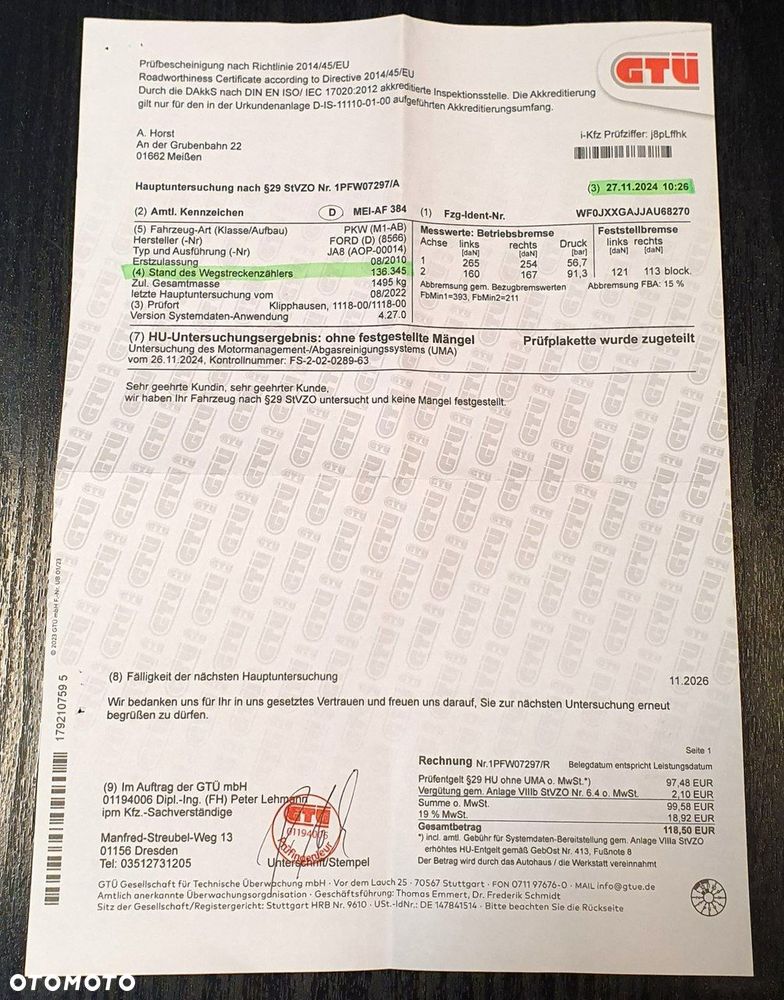 Prüfbescheinigung nach Richtlinie 2014/45/EU
Roadworthiness Certificate according to Directive 2014/45/EU
Durch die DAkkS nach DIN EN ISO/ IEC 17020:2012 akkreditierte Inspektionsstelle. Die Akkreditierung
gilt nur für den in der Urkundenanlage D-IS-11110-01-00 aufgeführten Akkreditierungsumfang.
GTÜ
A. Horst
An der Grubenbahn 22
01662 Meißen
i-Kfz Prüfziffer: j8pLffhk
Hauptuntersuchung nach §29 StVZO Nr. 1PFW07297/A
(3) 27.11.2024 10:26
(2) Amtl. Kennzeichen D MEI-AF 384
(1) Fzg-Ident-Nr. WF0JXXGAJJAU68270
(5) Fahrzeug-Art (Klasse/Aufbau) PKW (M1-AB)
Hersteller (-Nr) FORD (D) (8566)
Typ und Ausführung (-Nr) JA8 (AOP-00014)
Erstzulassung 08/2010
(4) Stand des Wegstreckenzählers 136.345
Zul. Gesamtmasse 1495 kg
letzte Hauptuntersuchung vom 08/2022
(3) Prüfort Klipphausen, 1118-00/1118-00
Version Systemdaten-Anwendung 4.27.0
Messwerte: Betriebsbremse Feststellbremse
Achse links rechts Druck links rechts
[daN] [daN] [bar] [daN] [daN]
1 265 254 56,7
2 160 167 91,3 121 113 block.
Abbremsung gem. Bezugbremswerten Abbremsung FBA: 15 %
FbMin1=393, FbMin2=211
(7) HU-Untersuchungsergebnis: ohne festgestellte Mängel Prüfplakette wurde zugeteilt
Untersuchung des Motormanagement-/Abgasreinigungssystems (UMA)
vom 26.11.2024, Kontrollnummer: FS-2-02-0289-63
Sehr geehrte Kundin, sehr geehrter Kunde,
wir haben Ihr Fahrzeug nach §29 StVZO untersucht und keine Mängel festgestellt.
© 2023 GTÜ mbH F.-Nr. UB 01/23
179210759 5
(8) Fälligkeit der nächsten Hauptuntersuchung 11.2026
Wir bedanken uns für Ihr in uns gesetztes Vertrauen und freuen uns darauf, Sie zur nächsten Untersuchung erneut
begrüßen zu dürfen.
Seite 1
(9) Im Auftrag der GTÜ mbH
01194006 Dipl.-Ing. (FH) Peter Lehmann
ipm Kfz.-Sachverständige
Manfred-Streubel-Weg 13
01156 Dresden
Tel: 03512731205
GTÜ
01194006
Prüfingenieur
Unterschrift/Stempel
Rechnung Nr.1PFW07297/R Belegdatum entspricht Leistungsdatum
Prüfentgelt §29 HU ohne UMA o. MwSt.*) 97,48 EUR
Vergütung gem. Anlage VIIIb StVZO Nr. 6.4 o. MwSt. 2,10 EUR
Summe o. MwSt. 99,58 EUR
19 % MwSt. 18,92 EUR
Gesamtbetrag 118,50 EUR
*) incl. amtl. Gebühr für Systemdaten-Bereitstellung gem. Anlage VIIIa StVZO
erhöhtes HU-Entgelt gemäß GebOst Nr. 413, Fußnote 8
Der Betrag wird durch das Autohaus / die Werkstatt vereinnahmt
GTÜ Gesellschaft für Technische Überwachung mbH · Vor dem Lauch 25 · 70567 Stuttgart · FON 0711 97676-0 · MAIL info@gtue.de
Amtlich anerkannte Überwachungsorganisation · Geschäftsführung: Thomas Emmert, Dr. Frederik Schmidt
Sitz der Gesellschaft/Registergericht: Stuttgart HRB Nr. 9610 · USt.-IdNr.: DE 147841514 · Bitte beachten Sie die Rückseite
OTOMOTO